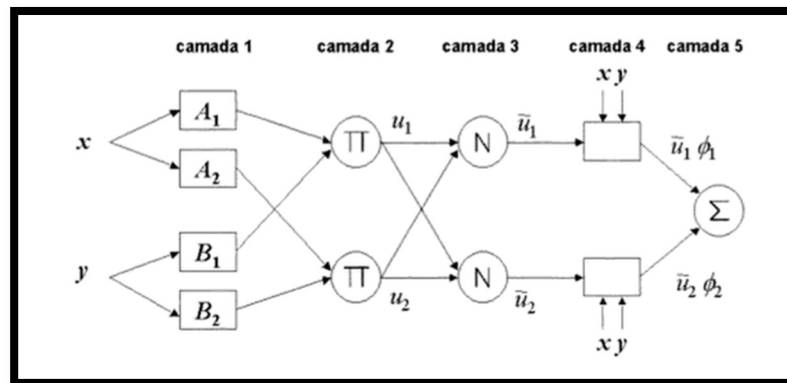 camada 1 camada 2 camada 3 camada 4 camada 5
x y
A₁ u₁ ũ₁
x Π N ũ₁ ϕ₁
A₂
Σ
B₁
y Π N ũ₂ ϕ₂
B₂ u₂ ũ₂
x y